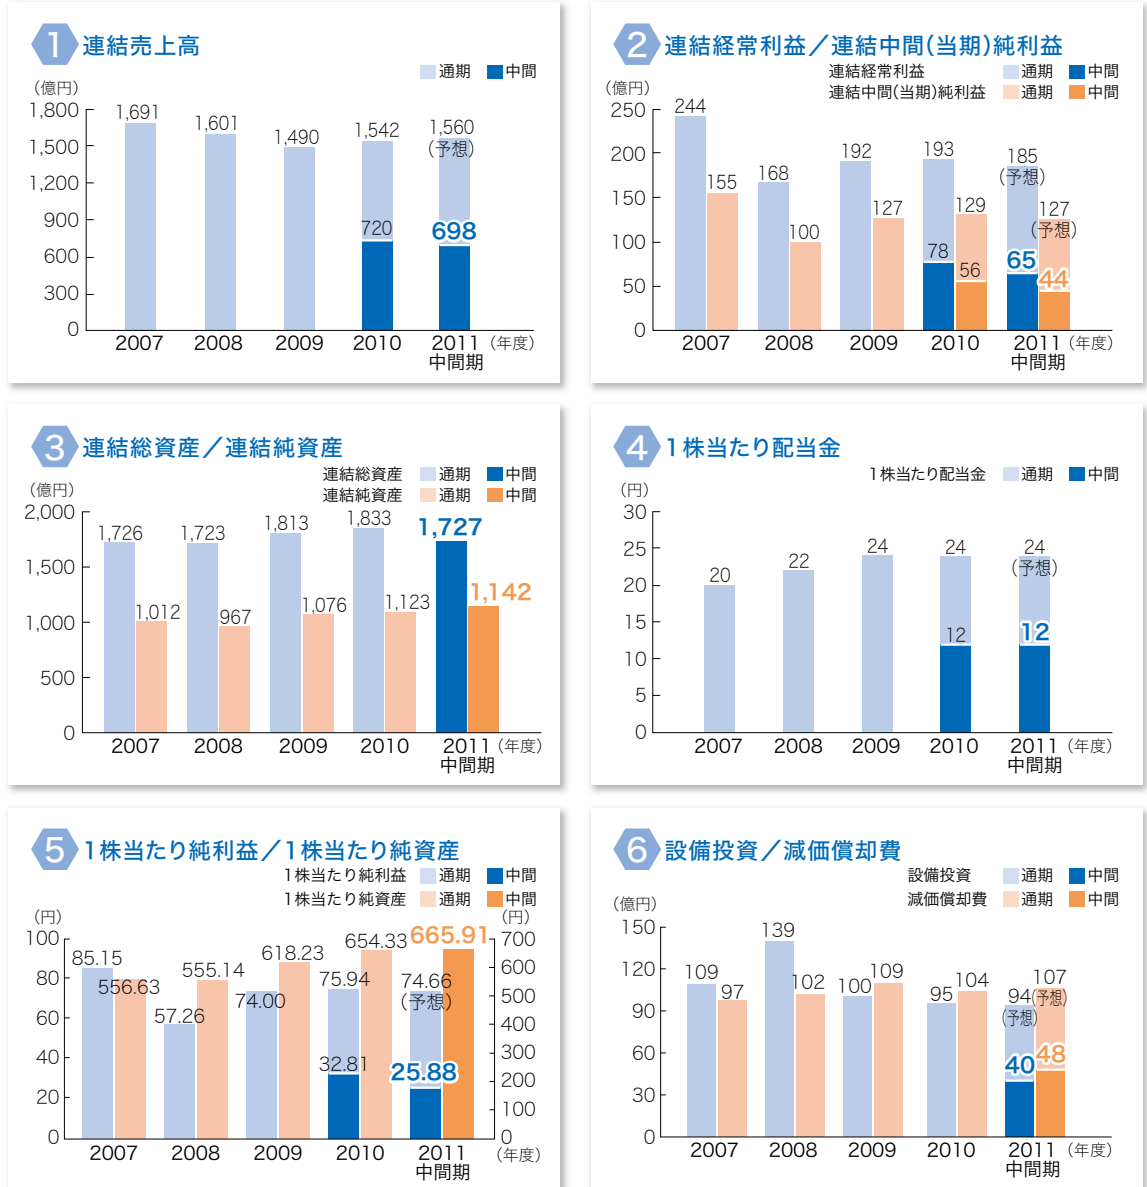 1 連結売上高
通期 中間
(億円)
1,800
1,500
1,200
900
600
300
0
1,691
1,601
1,490
1,542
1,560
(予想)
720
698
2007 2008 2009 2010 2011 (年度)
中間期
2 連結経常利益/連結中間(当期)純利益
連結経常利益 通期 中間
連結中間(当期)純利益 通期 中間
(億円)
250
200
150
100
50
0
244
155
168
100
192
127
193
129
185
(予想)
127
(予想)
78
56
65
44
2007 2008 2009 2010 2011 (年度)
中間期
3 連結総資産/連結純資産
連結総資産 通期 中間
連結純資産 通期 中間
(億円)
2,000
1,500
1,000
500
0
1,726
1,012
1,723
967
1,813
1,076
1,833
1,123
1,727
1,142
2007 2008 2009 2010 2011 (年度)
中間期
4 1株当たり配当金
1株当たり配当金 通期 中間
(円)
30
25
20
15
10
5
0
20
22
24
24
24
(予想)
12
12
2007 2008 2009 2010 2011 (年度)
中間期
5 1株当たり純利益/1株当たり純資産
1株当たり純利益 通期 中間
1株当たり純資産 通期 中間
(円)
(円)
100
80
60
40
20
0
700
600
500
400
300
200
100
0
85.15
556.63
57.26
555.14
74.00
618.23
75.94
654.33
74.66
(予想)
665.91
32.81
25.88
2007 2008 2009 2010 2011 (年度)
中間期
6 設備投資/減価償却費
設備投資 通期 中間
減価償却費 通期 中間
(億円)
150
120
90
60
30
0
109
97
139
102
100
109
95
104
94
(予想)
107
(予想)
40
48
2007 2008 2009 2010 2011 (年度)
中間期